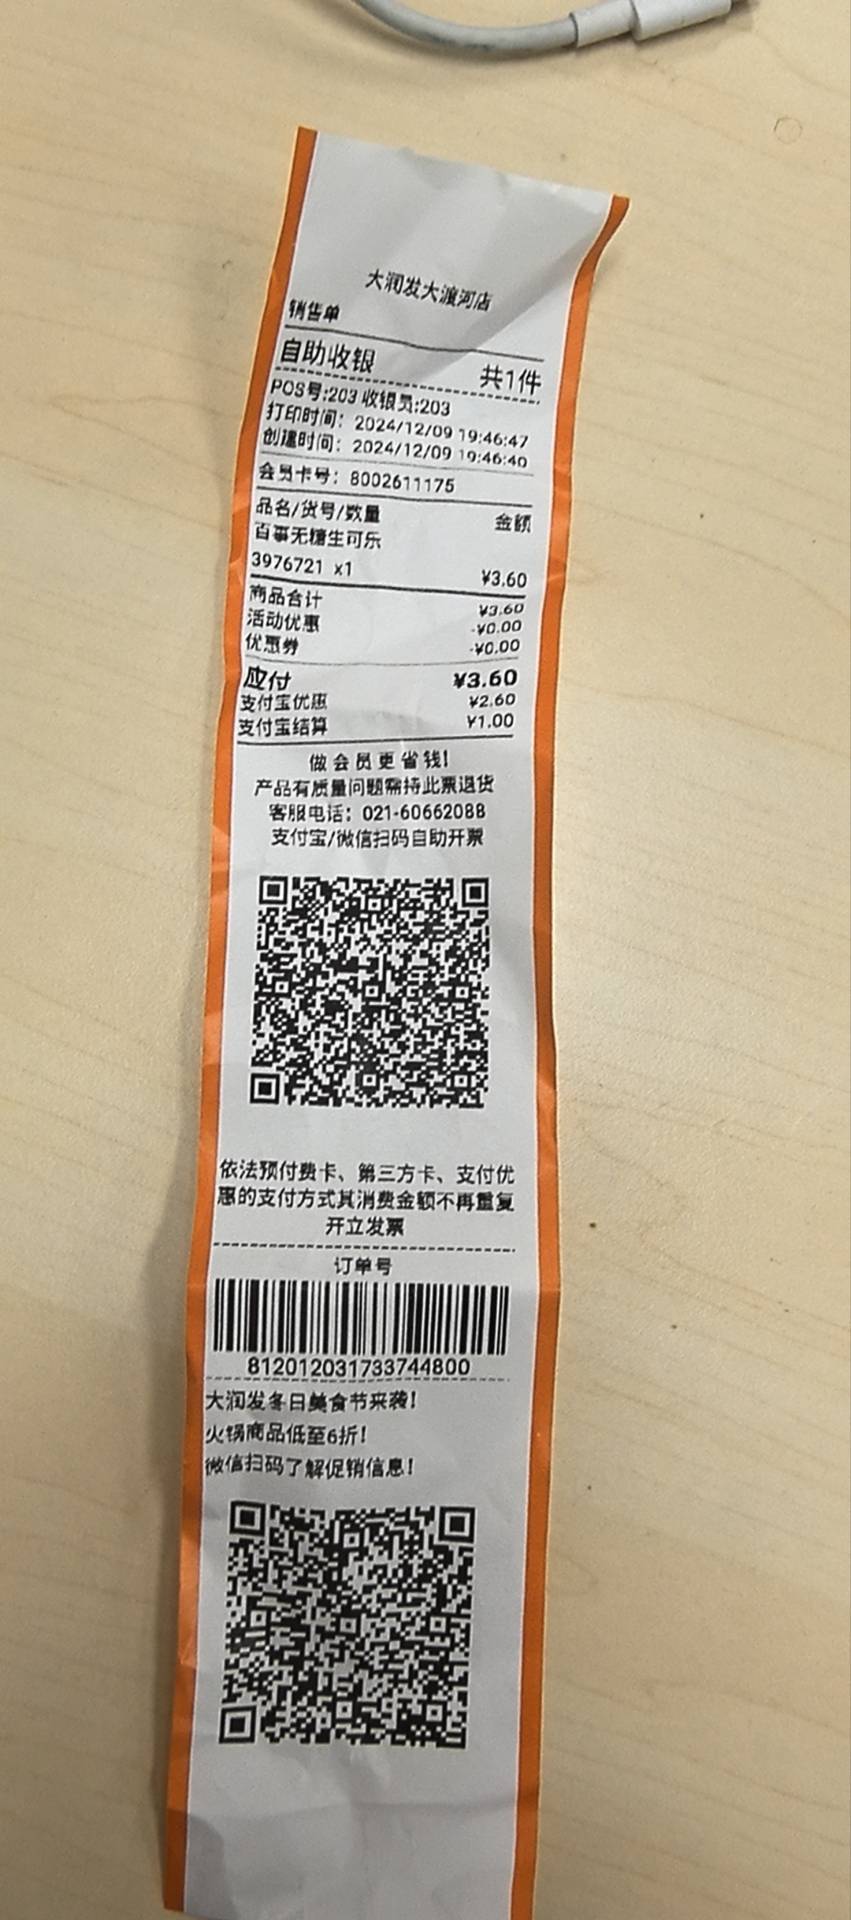 大润发大渡河店
销售单
自助收银 共1件
POS号:203 收银员:203
打印时间: 2024/12/09 19:46:47
创建时间: 2024/12/09 19:46:40
会员卡号: 8002611175
品名/货号/数量 金额
百事无糖生可乐
3976721 x1 ¥3.60
商品合计 ¥3.60
活动优惠 -¥0.00
优惠券 -¥0.00
应付 ¥3.60
支付宝优惠 ¥2.60
支付宝结算 ¥1.00
做会员更省钱!
产品有质量问题需持此票退货
客服电话: 021-60662088
支付宝/微信扫码自助开票
依法预付费卡、第三方卡、支付优
惠的支付方式其消费金额不再重复
开立发票
订单号
812012031733744800
大润发冬日美食节来袭!
火锅商品低至6折!
微信扫码了解促销信息!